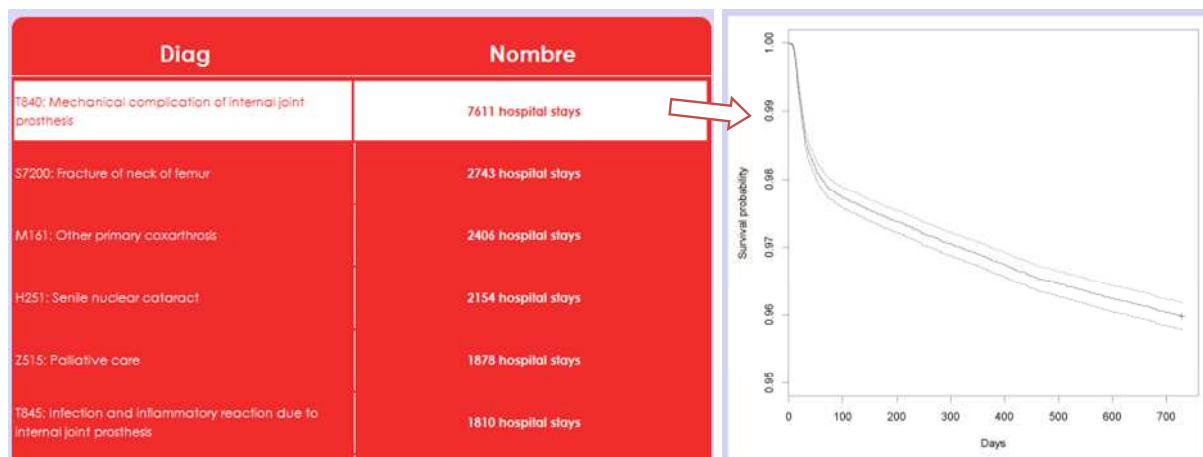 Diag Nombre
T840: Mechanical complication of internal joint
prosthesis
7611 hospital stays
S7200: Fracture of neck of femur 2743 hospital stays
M161: Other primary coxarthrosis 2406 hospital stays
H251: Senile nuclear cataract 2154 hospital stays
Z515: Palliative care 1878 hospital stays
T845: Infection and inflammatory reaction due to
internal joint prosthesis
1810 hospital stays
Survival probability
1.00
0.99
0.98
0.97
0.96
0.95
0 100 200 300 400 500 600 700
Days